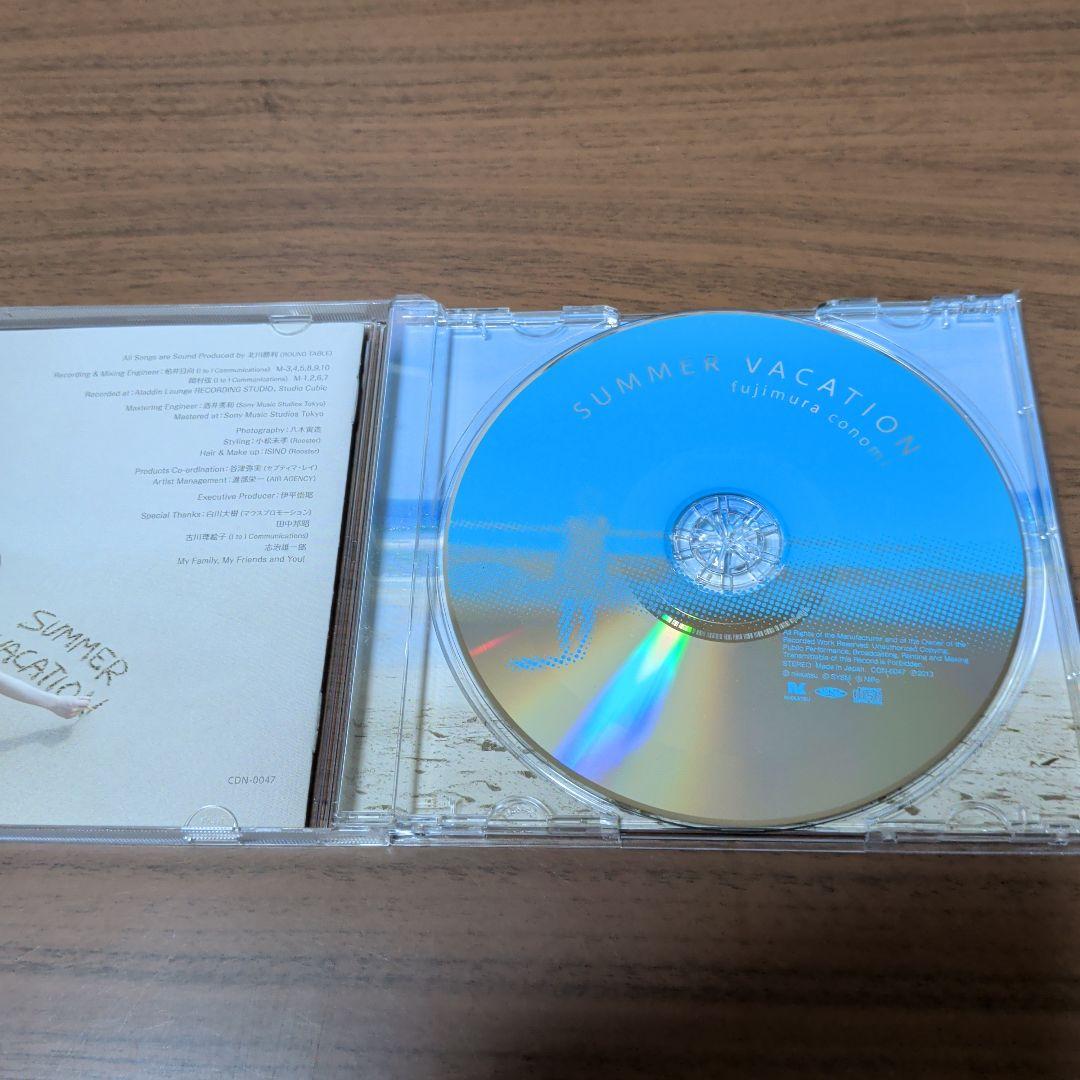 All Songs are Sound Produced by 北川勝利 (ROUND TABLE)
Recording & Mixing Engineer : 柏井日向 (I to I Communications) M-3,4,5,8,9,10
岡村弦 (I to I Communications) M-1,2,6,7
Recorded at : Aladdin Lounge RECORDING STUDIO, Studio Cubic
Mastering Engineer : 酒井秀和 (Sony Music Studios Tokyo)
Mastered at : Sony Music Studios Tokyo
Photography : 八木寅造
Styling : 小松未季 (Rooster)
Hair & Make up : ISINO (Rooster)
Products Co-ordination : 谷津弥実 (セプティマ・レイ)
Artist Management : 進部栄一 (AIR AGENCY)
Executive Producer : 伊平崇耶
Special Thanks : 白川大樹 (マウスプロモーション)
田中邦昭
古川理絵子 (I to I Communications)
志治雄一郎
My Family, My Friends and You!
SUMMER
VACATION
CDN-0047
SUMMER VACATION
fujimura conomi
All Rights of the Manufacturer and of the Owner of the
Recorded Work Reserved. Unauthorized Copying,
Public Performance, Broadcasting, Renting and Making
Transmittable of this Record is Forbidden.
STEREO Made in Japan. CDN-0047 Ⓟ2013